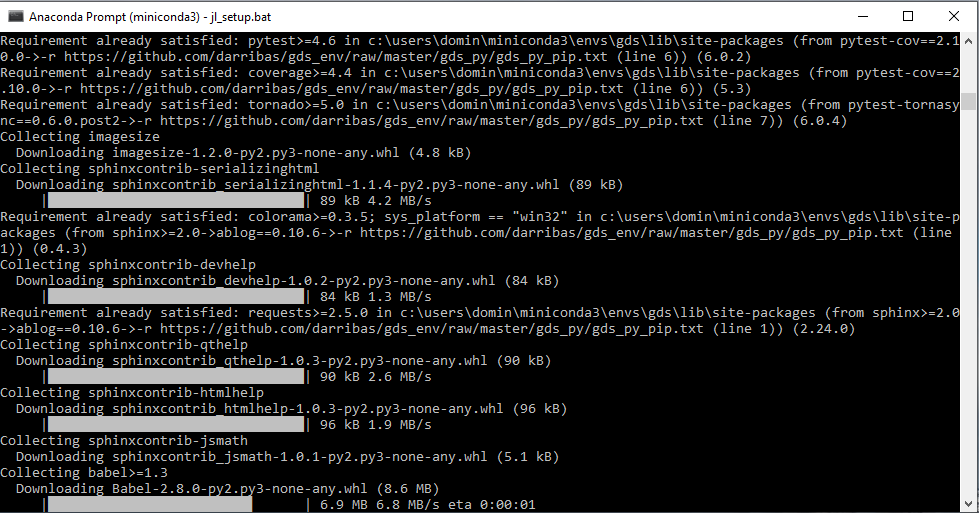 Anaconda Prompt (miniconda3) - jl_setup.bat
Requirement already satisfied: pytest>=4.6 in c:\users\domin\miniconda3\envs\gds\lib\site-packages (from pytest-cov==2.1
0.0->-r https://github.com/darribas/gds_env/raw/master/gds_py/gds_py_pip.txt (line 6)) (6.0.2)
Requirement already satisfied: coverage>=4.4 in c:\users\domin\miniconda3\envs\gds\lib\site-packages (from pytest-cov==2
.10.0->-r https://github.com/darribas/gds_env/raw/master/gds_py/gds_py_pip.txt (line 6)) (5.3)
Requirement already satisfied: tornado>=5.0 in c:\users\domin\miniconda3\envs\gds\lib\site-packages (from pytest-tornasy
nc==0.6.0.post2->-r https://github.com/darribas/gds_env/raw/master/gds_py/gds_py_pip.txt (line 7)) (6.0.4)
Collecting imagesize
  Downloading imagesize-1.2.0-py2.py3-none-any.whl (4.8 kB)
Collecting sphinxcontrib-serializinghtml
  Downloading sphinxcontrib_serializinghtml-1.1.4-py2.py3-none-any.whl (89 kB)
| | 89 kB 4.2 MB/s
Requirement already satisfied: colorama>=0.3.5; sys_platform == "win32" in c:\users\domin\miniconda3\envs\gds\lib\site-p
ackages (from sphinx>=2.0->ablog==0.10.6->-r https://github.com/darribas/gds_env/raw/master/gds_py/gds_py_pip.txt (line
1)) (0.4.3)
Collecting sphinxcontrib-devhelp
  Downloading sphinxcontrib_devhelp-1.0.2-py2.py3-none-any.whl (84 kB)
| | 84 kB 1.3 MB/s
Requirement already satisfied: requests>=2.5.0 in c:\users\domin\miniconda3\envs\gds\lib\site-packages (from sphinx>=2.0
->ablog==0.10.6->-r https://github.com/darribas/gds_env/raw/master/gds_py/gds_py_pip.txt (line 1)) (2.24.0)
Collecting sphinxcontrib-qthelp
  Downloading sphinxcontrib_qthelp-1.0.3-py2.py3-none-any.whl (90 kB)
| | 90 kB 2.6 MB/s
Collecting sphinxcontrib-htmlhelp
  Downloading sphinxcontrib_htmlhelp-1.0.3-py2.py3-none-any.whl (96 kB)
| | 96 kB 1.9 MB/s
Collecting sphinxcontrib-jsmath
  Downloading sphinxcontrib_jsmath-1.0.1-py2.py3-none-any.whl (5.1 kB)
Collecting babel>=1.3
  Downloading Babel-2.8.0-py2.py3-none-any.whl (8.6 MB)
| | 6.9 MB 6.8 MB/s eta 0:00:01